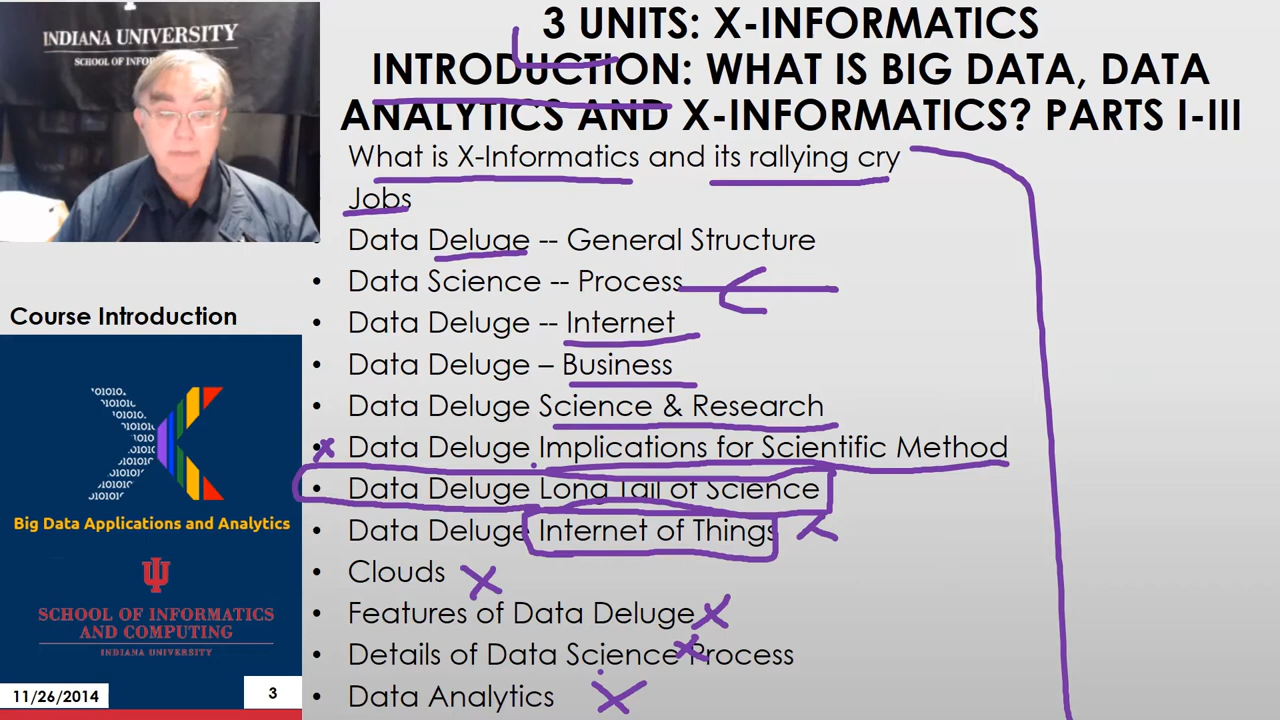 INDIANA UNIVERSITY
3 UNITS: X-INFORMATICS
INTRODUCTION: WHAT IS BIG DATA, DATA
ANALYTICS AND X-INFORMATICS? PARTS I-III
What is X-Informatics and its rallying cry
Jobs
Data Deluge -- General Structure
• Data Science -- Process
• Data Deluge -- Internet
• Data Deluge – Business
• Data Deluge Science & Research
• Data Deluge Implications for Scientific Method
• Data Deluge Long Tail of Science
• Data Deluge Internet of Things
• Clouds
• Features of Data Deluge
• Details of Data Science Process
• Data Analytics
Course Introduction
Big Data Applications and Analytics
SCHOOL OF INFORMATICS
AND COMPUTING
INDIANA UNIVERSITY
11/26/2014
3